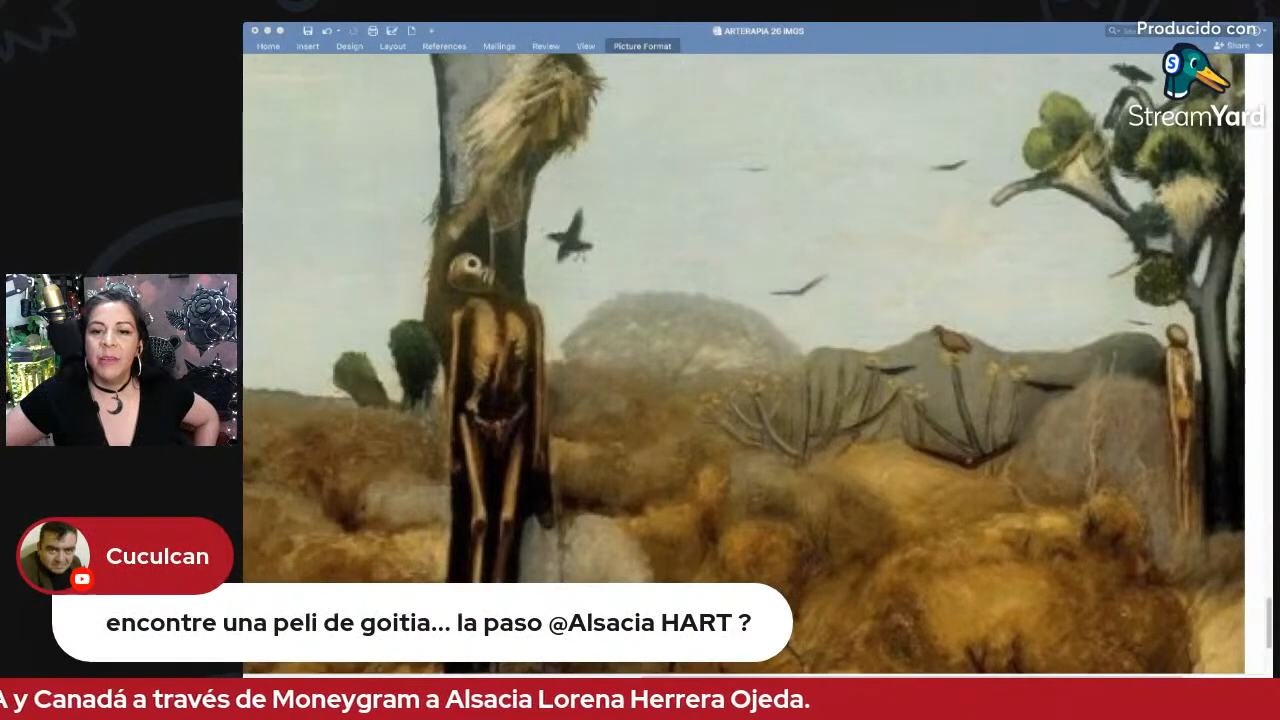 ARTERAPIA 26 IMGS
Producido con
Home Insert Design Layout References Mailings Review View Picture Format
Share
StreamYard
Cuculcan
encontre una peli de goitia... la paso @Alsacia HART ?
A y Canadá a través de Moneygram a Alsacia Lorena Herrera Ojeda.